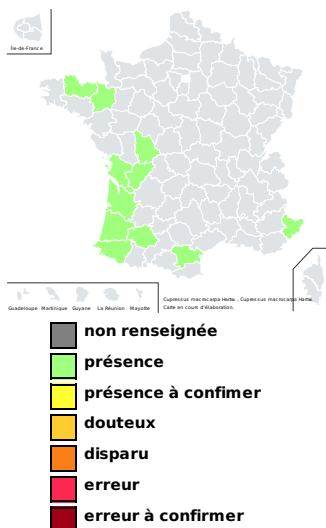 Île-de-France
Cupressus macrocarpa Hartw., Cupressus macrocarpa Hartw.
Guadeloupe Martinique Guyane La Réunion Mayotte Carte en cours d'élaboration.
non renseignée
présence
présence à confimer
douteux
disparu
erreur
erreur à confirmer